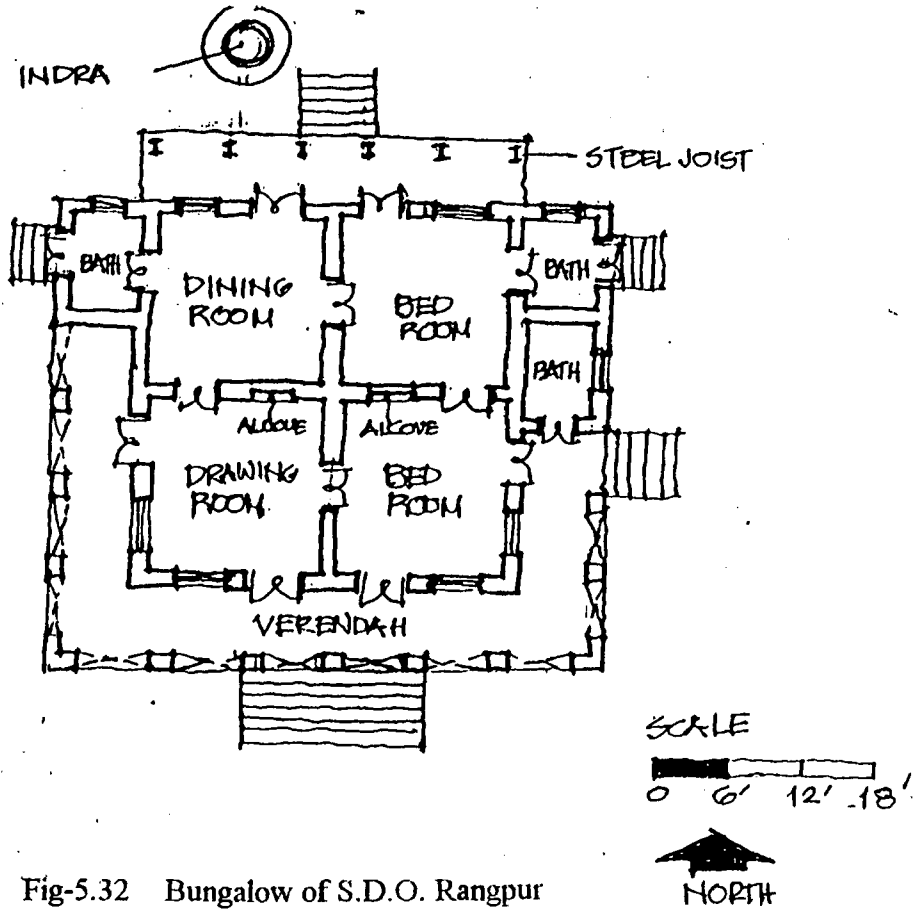 INDRA
STEEL JOIST
BATH
DINING
ROOM
BED
ROOM
BATH
BATH
ALCOVE
ALCOVE
DRAWING
ROOM
BED
ROOM
VERENDAH
SCALE
0 6' 12' 18'
NORTH
Fig-5.32 Bungalow of S.D.O. Rangpur